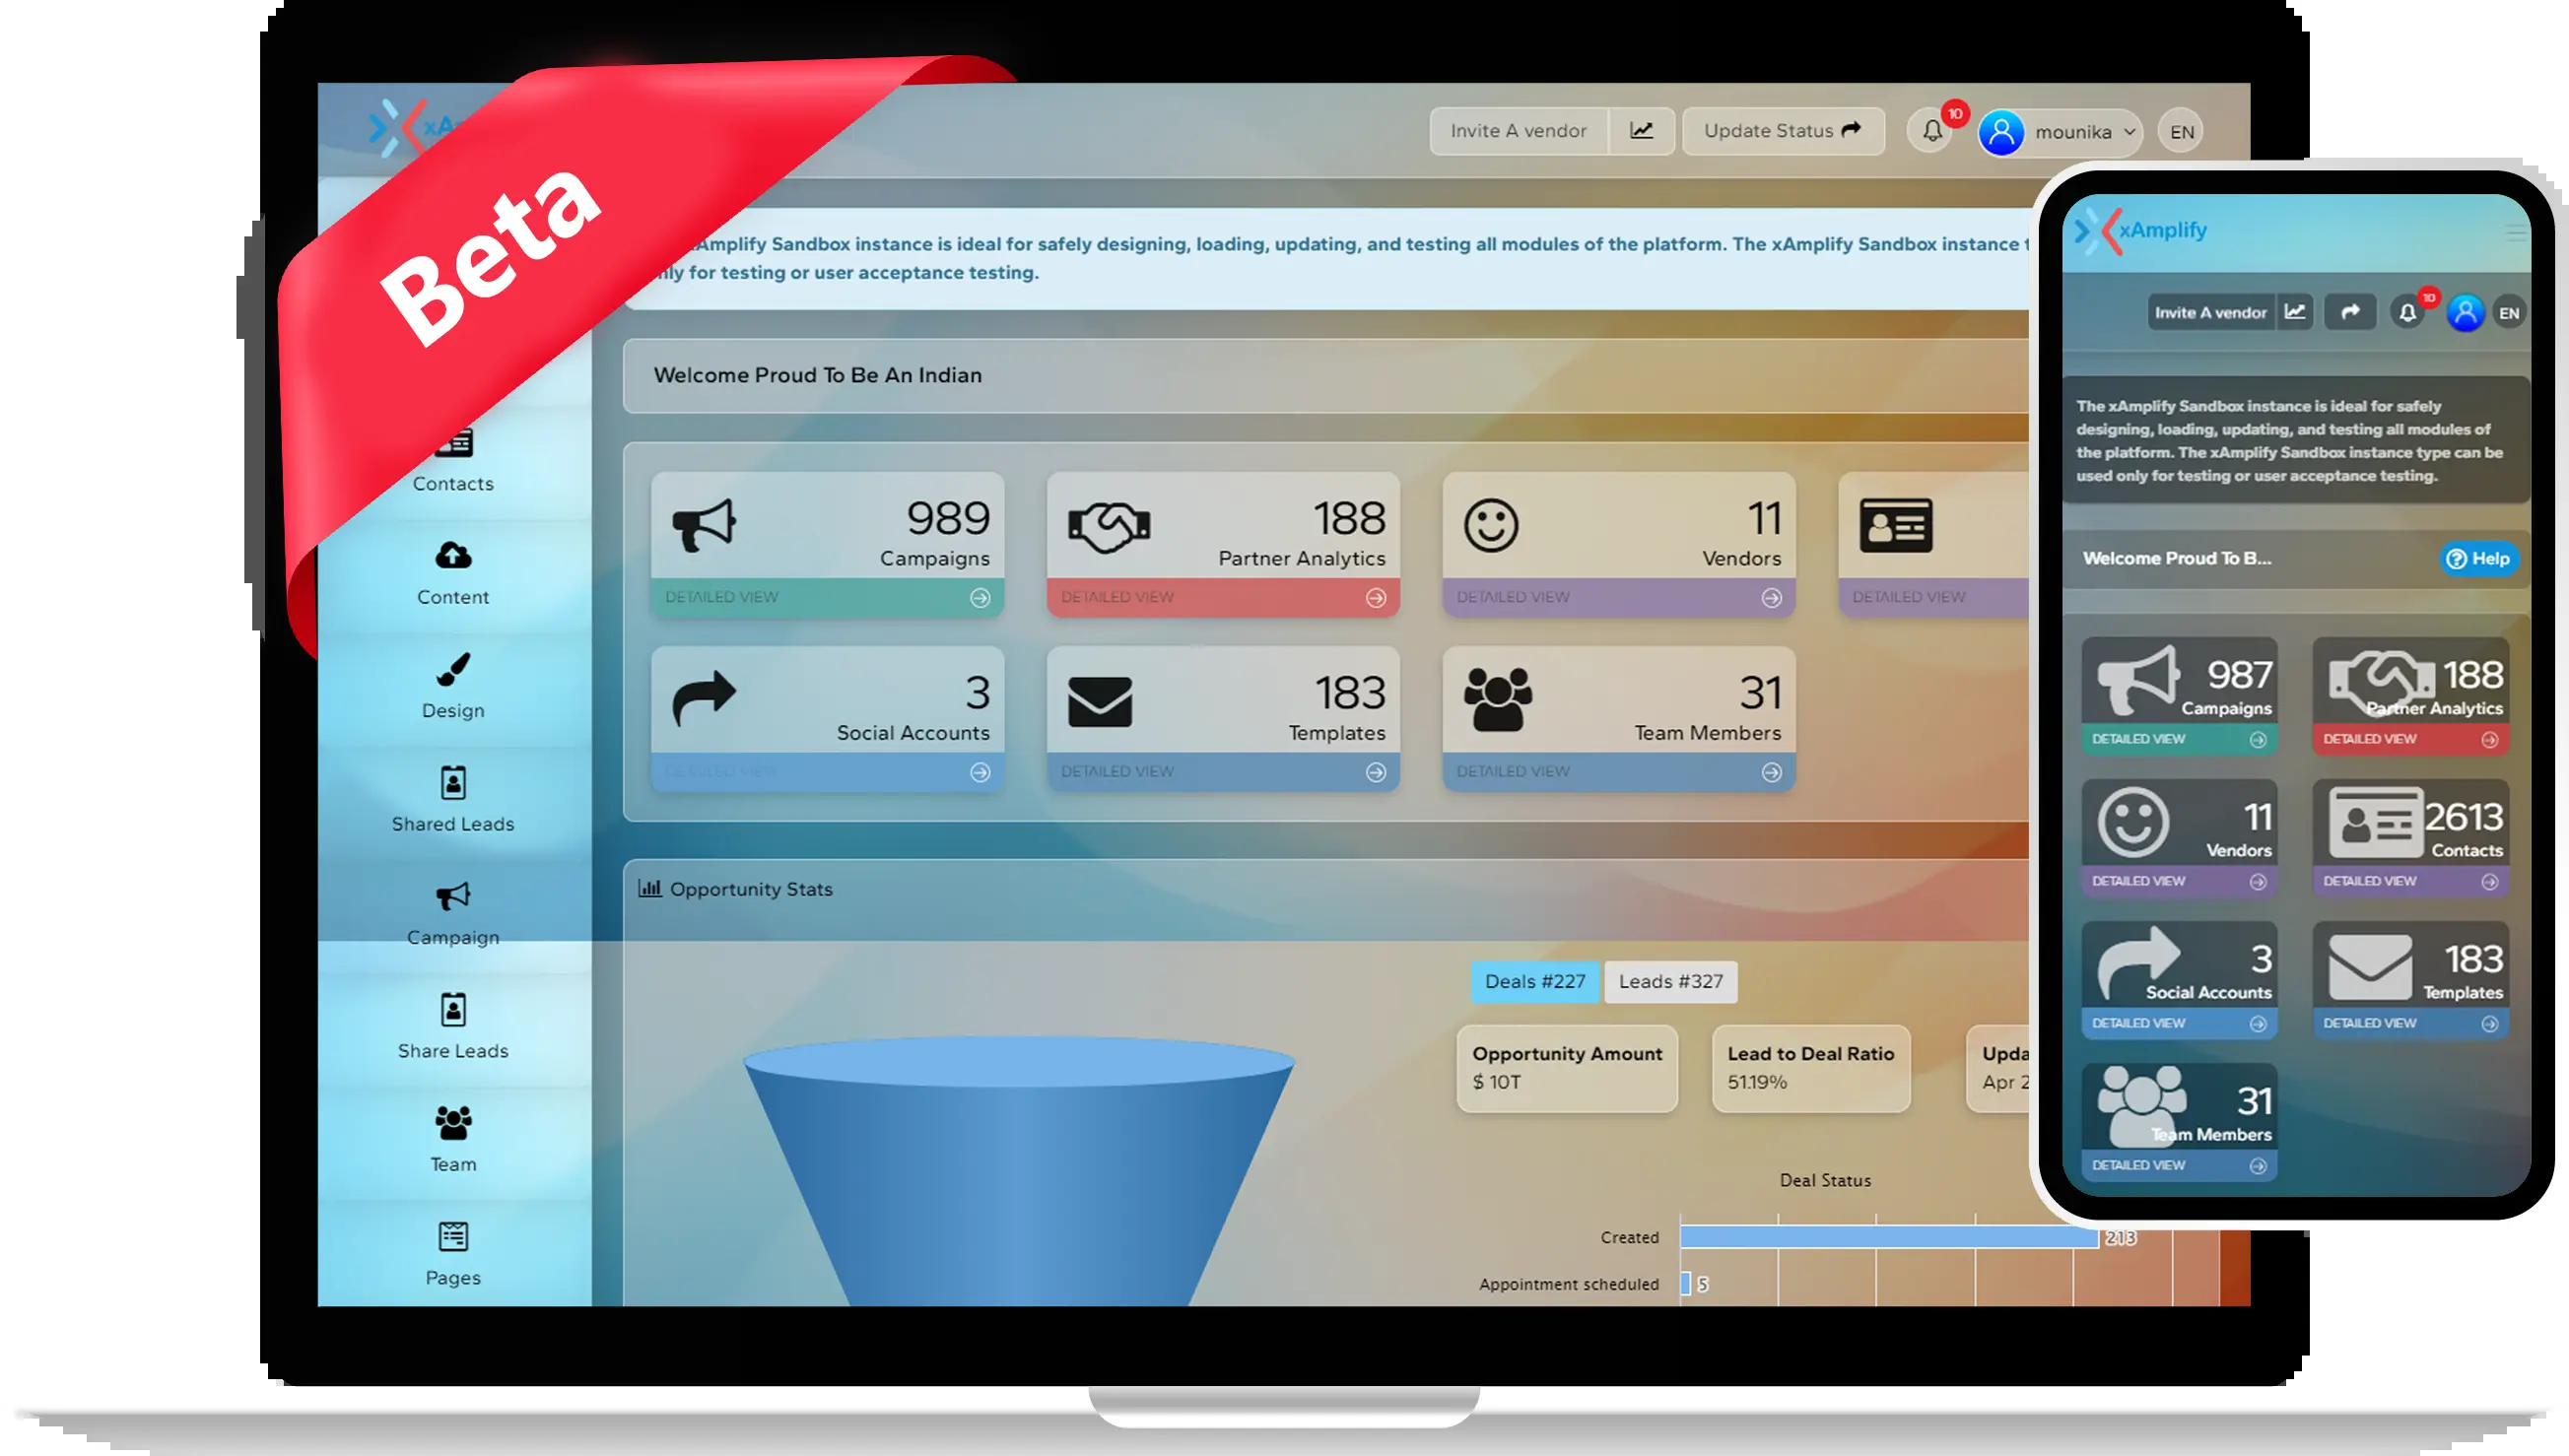 Beta
Invite A vendor
Update Status
10
mounika
EN
Amplify Sandbox instance is ideal for safely designing, loading, updating, and testing all modules of the platform. The xAmplify Sandbox instance
for testing or user acceptance testing.
Welcome Proud To Be An Indian
989
Campaigns
DETAILED VIEW
188
Partner Analytics
DETAILED VIEW
11
Vendors
DETAILED VIEW
DETAILED VIEW
3
Social Accounts
DETAILED VIEW
183
Templates
DETAILED VIEW
31
Team Members
DETAILED VIEW
Contacts
Content
Design
Shared Leads
Campaign
Share Leads
Team
Pages
Opportunity Stats
Deals #227
Leads #327
Opportunity Amount
$ 10T
Lead to Deal Ratio
51.19%
Upda
Apr 2
Deal Status
Created
213
Appointment scheduled
5
xAmplify
Invite A vendor
10
EN
The xAmplify Sandbox instance is ideal for safely
designing, loading, updating, and testing all modules of
the platform. The xAmplify Sandbox instance type can be
used only for testing or user acceptance testing.
Welcome Proud To B...
Help
987
Campaigns
DETAILED VIEW
188
Partner Analytics
DETAILED VIEW
11
Vendors
DETAILED VIEW
2613
Contacts
DETAILED VIEW
3
Social Accounts
DETAILED VIEW
183
Templates
DETAILED VIEW
31
Team Members
DETAILED VIEW